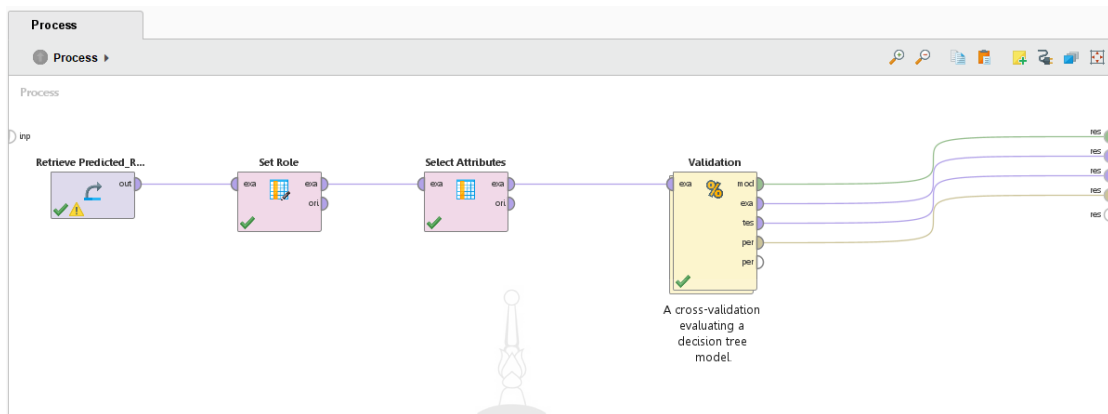 Process
Process
Process
inp
Retrieve Predicted_R...
out
Set Role
exa
exa
ori
Select Attributes
exa
exa
ori
Validation
exa
%
mod
exa
tes
per
per
A cross-validation
evaluating a
decision tree
model.
res
res
res
res
res